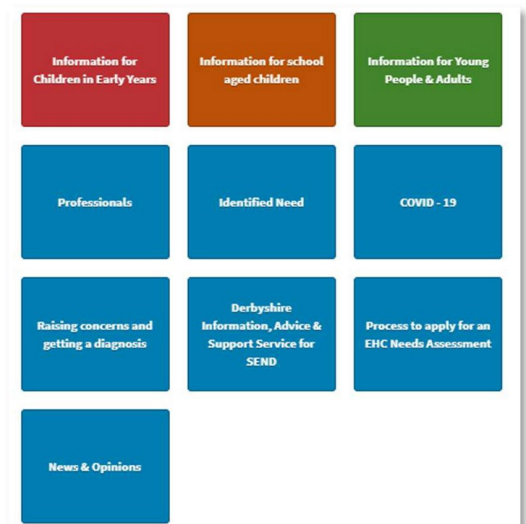 Information for
Children in Early Years
Information for school
aged children
Information for Young
People & Adults
Professionals
Identified Need
COVID - 19
Raising concerns and
getting a diagnosis
Derbyshire
Information, Advice &
Support Service for
SEND
Process to apply for an
EHC Needs Assessment
News & Opinions